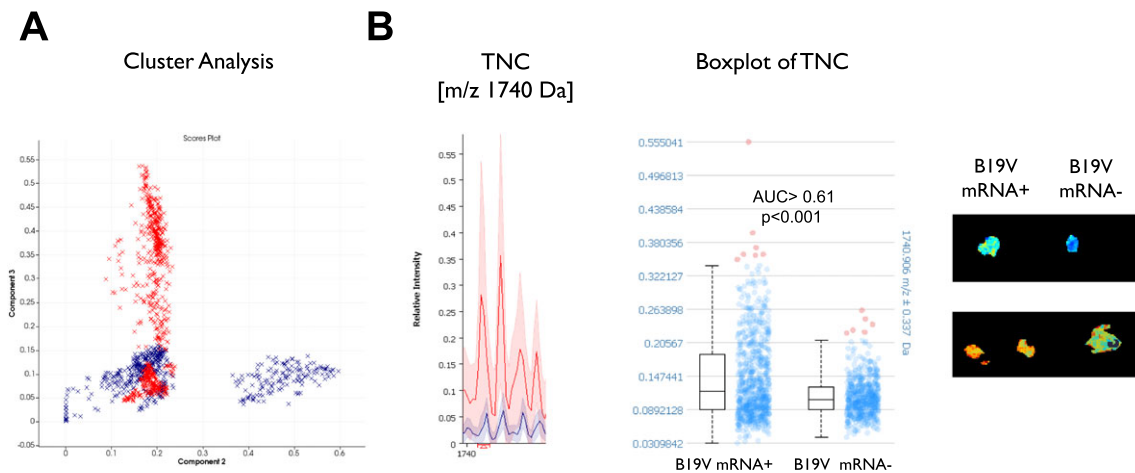 A
B
Cluster Analysis
TNC
[m/z 1740 Da]
Boxplot of TNC
Scores Plot
0.55
0.5
0.45
0.4
0.35
0.3
0.25
0.2
0.15
0.1
0.05
0
-0.05
Component 3
0
0.1
0.2
0.3
0.4
0.5
0.6
Component 2
0.55
0.5
0.45
0.4
0.35
0.3
0.25
0.2
0.15
0.1
0.05
0
Relative Intensity
1740
0.555041
0.496813
0.438584
0.380356
0.322127
0.263898
0.20567
0.147441
0.0892128
0.0309842
AUC> 0.61
p<0.001
1740.906 m/z ± 0.337 Da
B19V mRNA+
B19V mRNA-
B19V
mRNA+
B19V
mRNA-